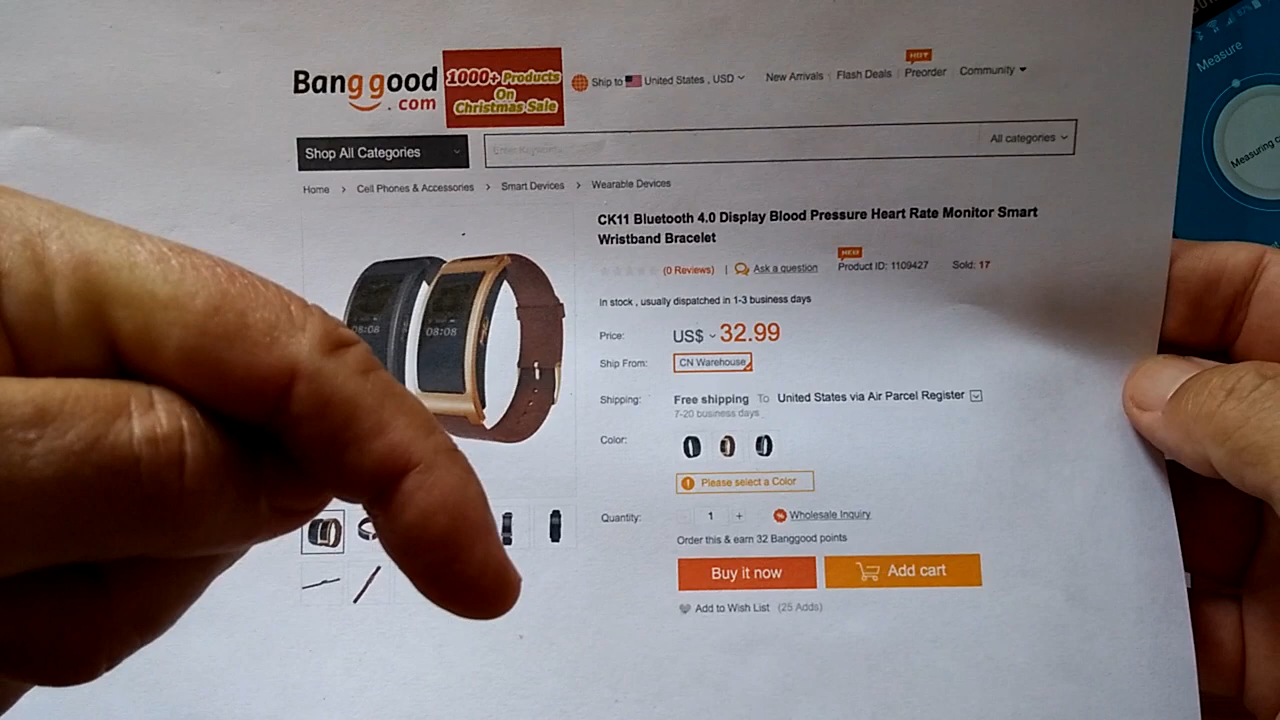 Banggood
.com
1000+ Products
On
Christmas Sale
Ship to United States , USD
New Arrivals
Flash Deals
HOT
Preorder
Community
Shop All Categories
All categories
Home > Cell Phones & Accessories > Smart Devices > Wearable Devices
CK11 Bluetooth 4.0 Display Blood Pressure Heart Rate Monitor Smart
Wristband Bracelet
(0 Reviews) | Ask a question
Product ID: 1109427
Sold: 17
In stock , usually dispatched in 1-3 business days
Price: US$ 32.99
Ship From: CN Warehouse
Shipping: Free shipping To United States via Air Parcel Register
7-20 business days
Color:
Please select a Color
Quantity: 1 + Wholesale Inquiry
Order this & earn 32 Banggood points
Buy it now
Add cart
Add to Wish List (25 Adds)
08:08
08:08
Measure
Measuring